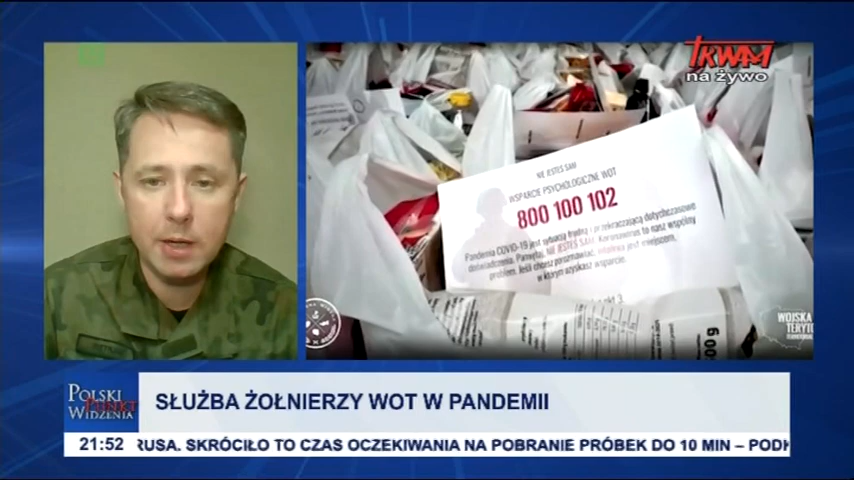 TRWAM
na żywo
NIE JESTEŚ SAM
WSPARCIE PSYCHOLOGICZNE WOT
800 100 102
Pandemia COVID-19 jest sytuacją trudną i przekraczającą dotychczasowe
doświadczenia. Pamiętaj, NIE JESTEŚ SAM. Koronawirus to nasz wspólny
problem. Jeśli chcesz porozmawiać, infolinia jest miejscem,
w którym uzyskasz wsparcie.
WOJSKA
TERYTO
500 g
POLSKI
PUNKT
WIDZENIA
SŁUŻBA ŻOŁNIERZY WOT W PANDEMII
21:52
RUSA. SKRÓCIŁO TO CZAS OCZEKIWANIA NA POBRANIE PRÓBEK DO 10 MIN – PODK